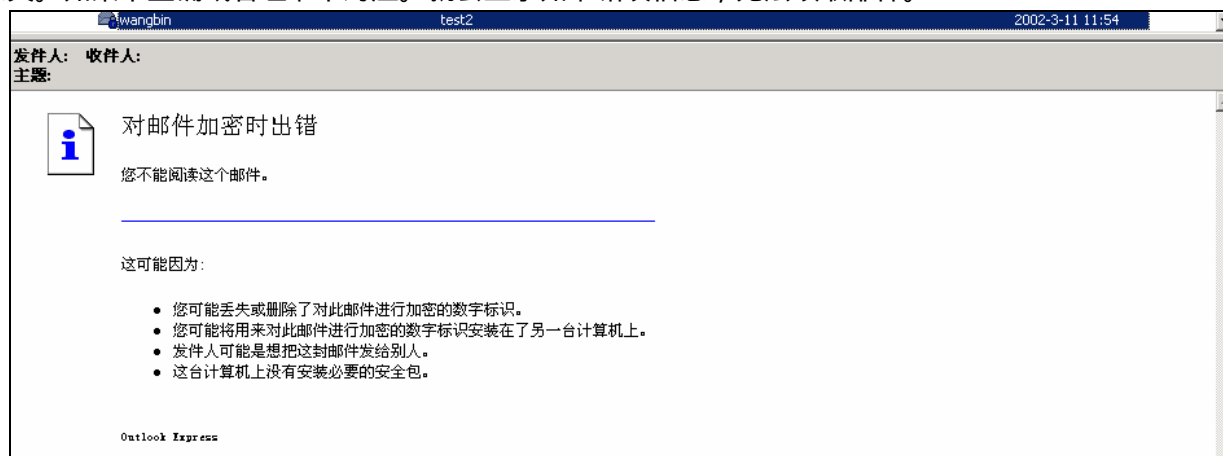 wangbin test2 2002-3-11 11:54
发件人: 收件人:
主题:
对邮件加密时出错
您不能阅读这个邮件。
这可能因为:
• 您可能丢失或删除了对此邮件进行加密的数字标识。
• 您可能将用来对此邮件进行加密的数字标识安装在了另一台计算机上。
• 发件人可能是想把这封邮件发给别人。
• 这台计算机上没有安装必要的安全包。
Outlook Express